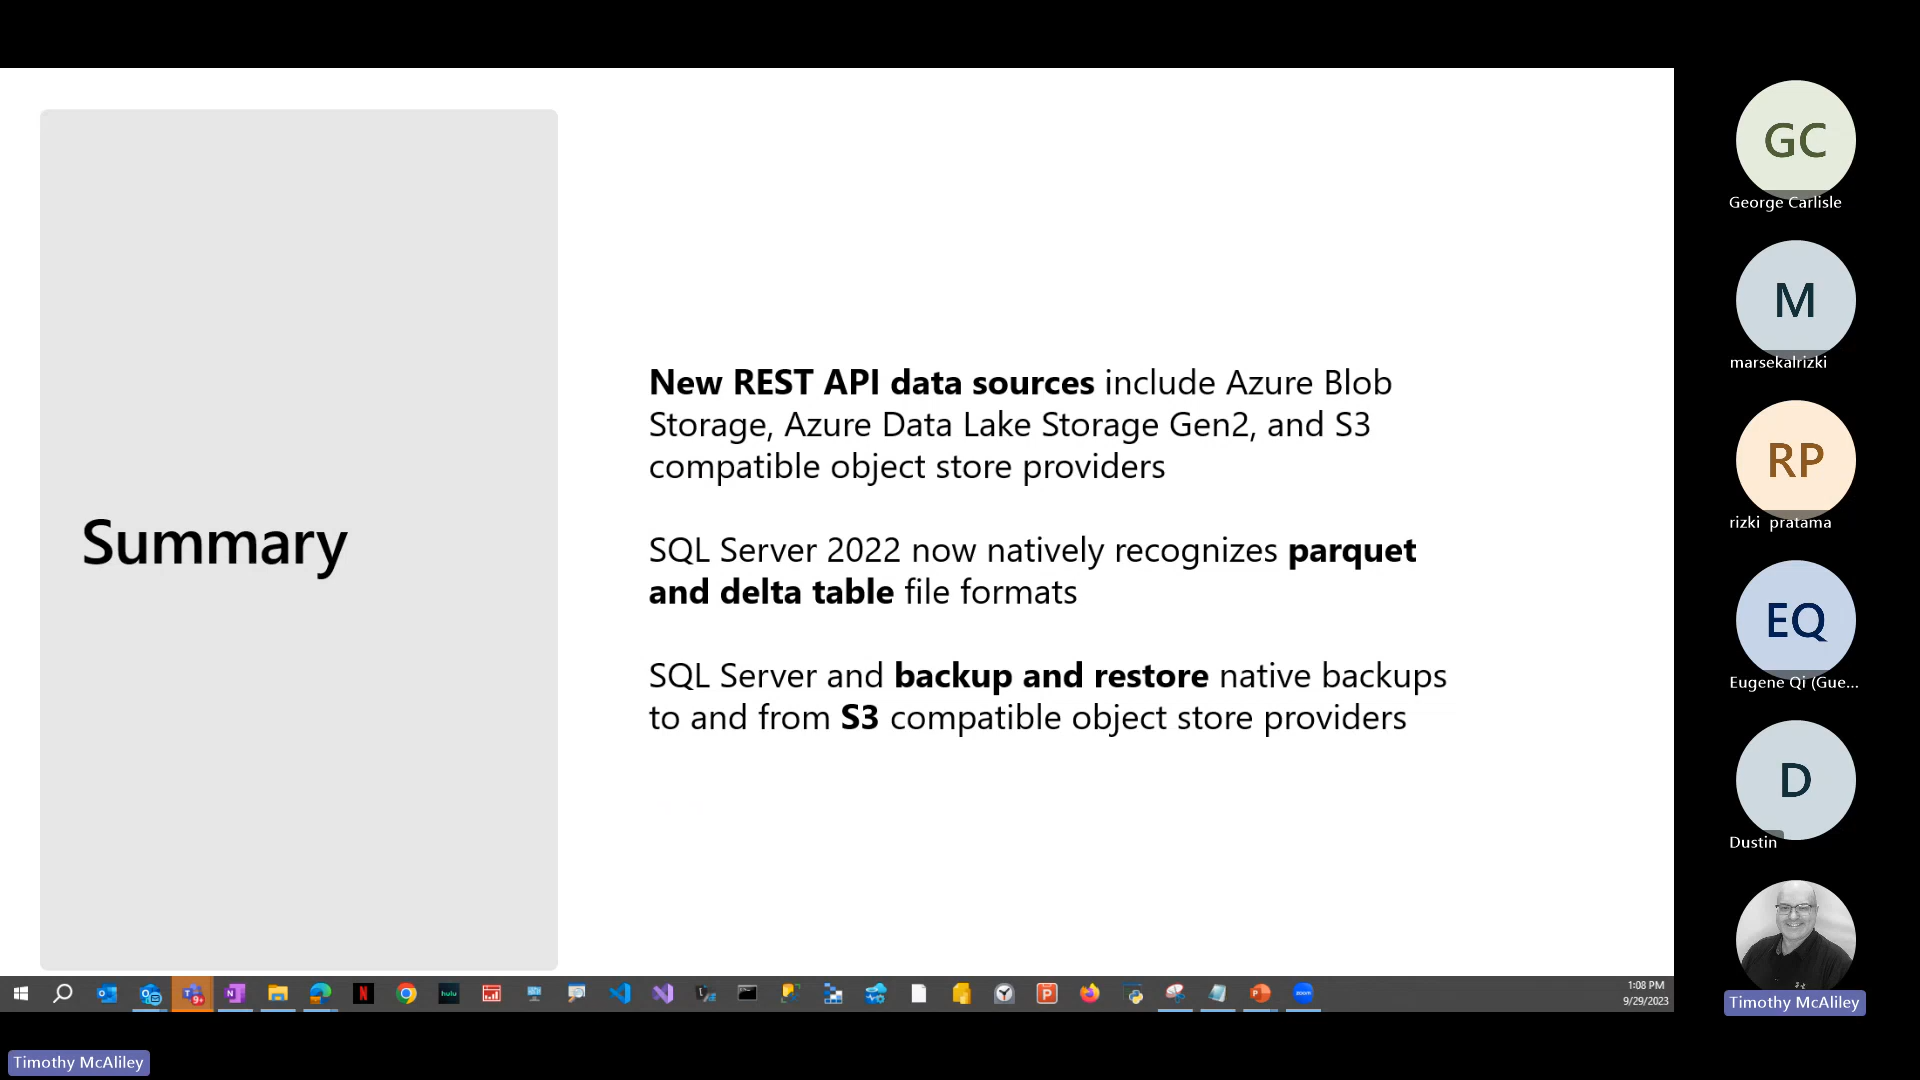 Summary
New REST API data sources include Azure Blob
Storage, Azure Data Lake Storage Gen2, and S3
compatible object store providers
SQL Server 2022 now natively recognizes parquet
and delta table file formats
SQL Server and backup and restore native backups
to and from S3 compatible object store providers
GC
George Carlisle
M
marsekalrizki
RP
rizki pratama
EQ
Eugene Qi (Gue...
D
Dustin
Timothy McAliley
hulu
9+
1:08 PM
9/29/2023
Timothy McAliley